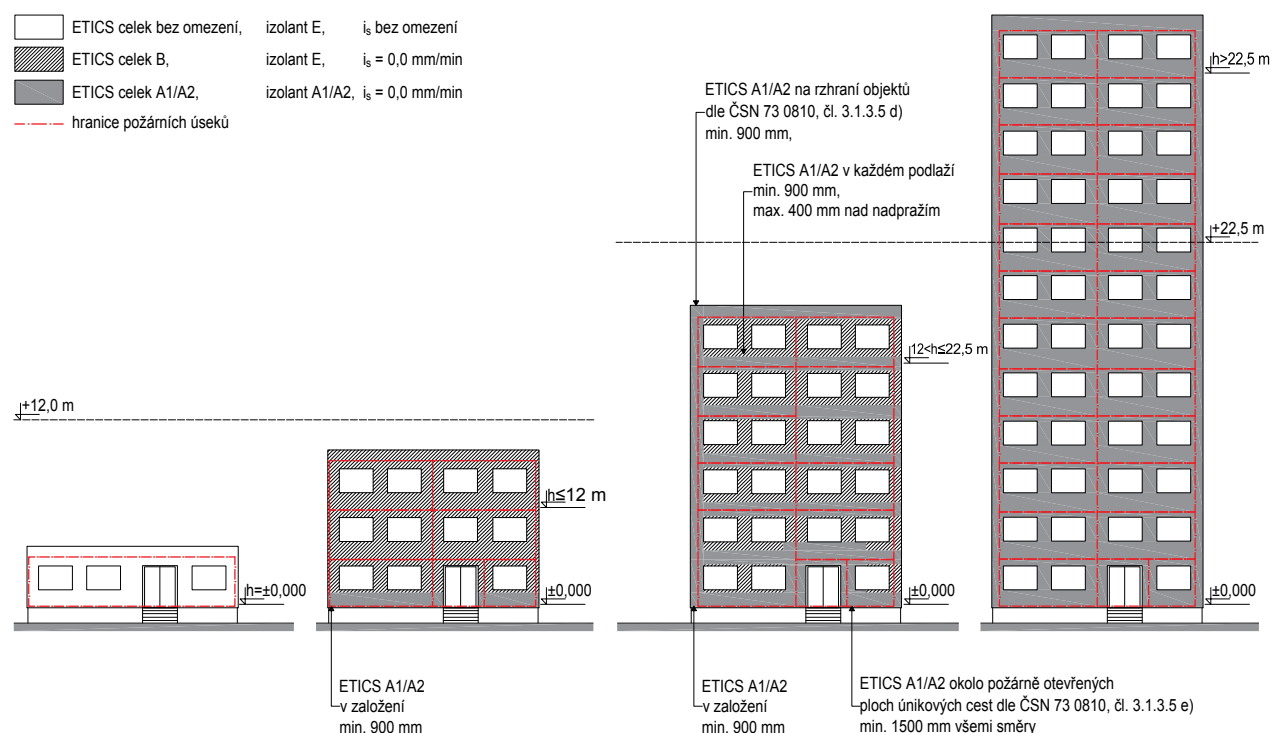 ETICS celek bez omezení, izolant E, iₛ bez omezení
ETICS celek B, izolant E, iₛ = 0,0 mm/min
ETICS celek A1/A2, izolant A1/A2, iₛ = 0,0 mm/min
hranice požárních úseků
ETICS A1/A2 na rzhraní objektů
dle ČSN 73 0810, čl. 3.1.3.5 d)
min. 900 mm,
ETICS A1/A2 v každém podlaží
min. 900 mm,
max. 400 mm nad nadpražím
h>22,5 m
+22,5 m
12<h≤22,5 m
+12,0 m
h≤12 m
h=±0,000
±0,000
±0,000
±0,000
ETICS A1/A2
v založení
min. 900 mm
ETICS A1/A2
v založení
min. 900 mm
ETICS A1/A2 okolo požárně otevřených
ploch únikových cest dle ČSN 73 0810, čl. 3.1.3.5 e)
min. 1500 mm všemi směry